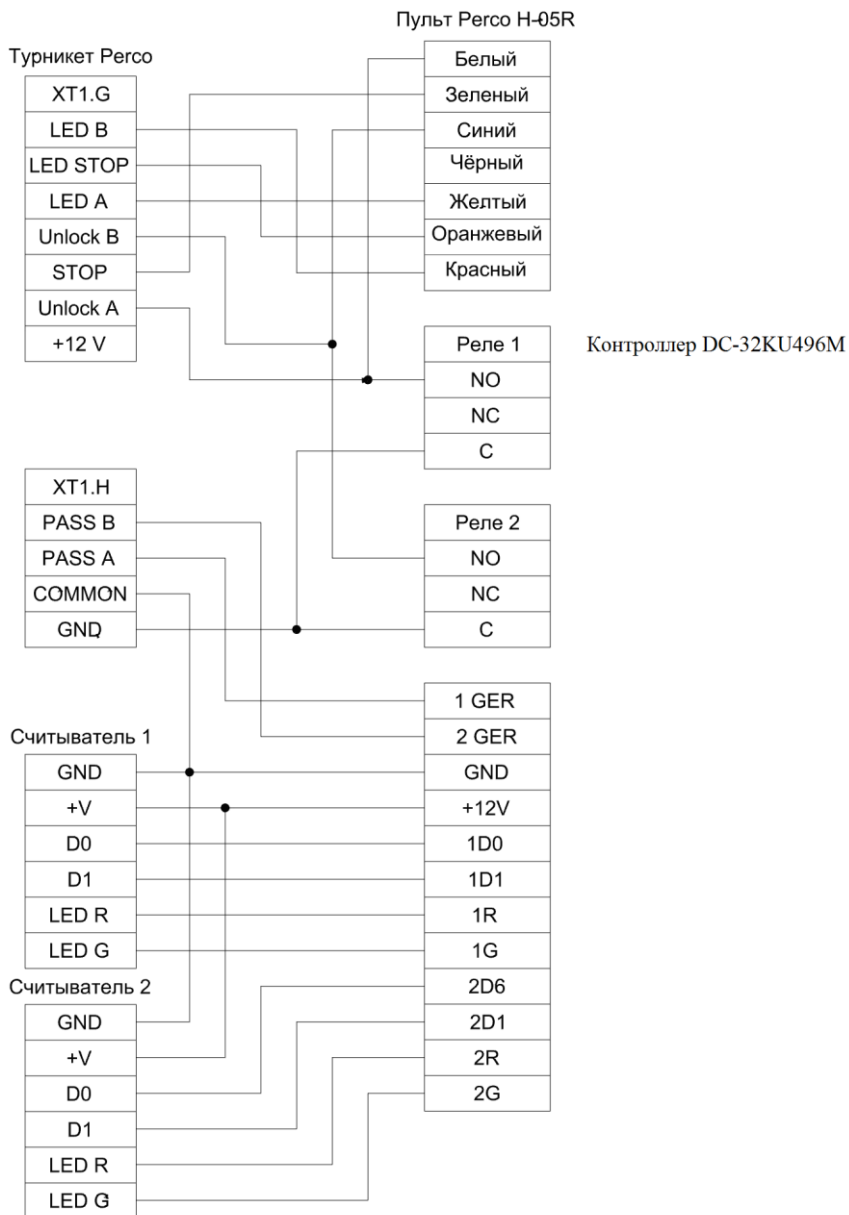 Пульт Perco H-05R
Турникет Perco
XT1.G
LED B
LED STOP
LED A
Unlock B
STOP
Unlock A
+12 V
Белый
Зеленый
Синий
Чёрный
Желтый
Оранжевый
Красный
Реле 1
NO
NC
C
Контроллер DC-32KU496M
XT1.H
PASS B
PASS A
COMMON
GND
Реле 2
NO
NC
C
Считыватель 1
GND
+V
D0
D1
LED R
LED G
Считыватель 2
GND
+V
D0
D1
LED R
LED G
1 GER
2 GER
GND
+12V
1D0
1D1
1R
1G
2D6
2D1
2R
2G